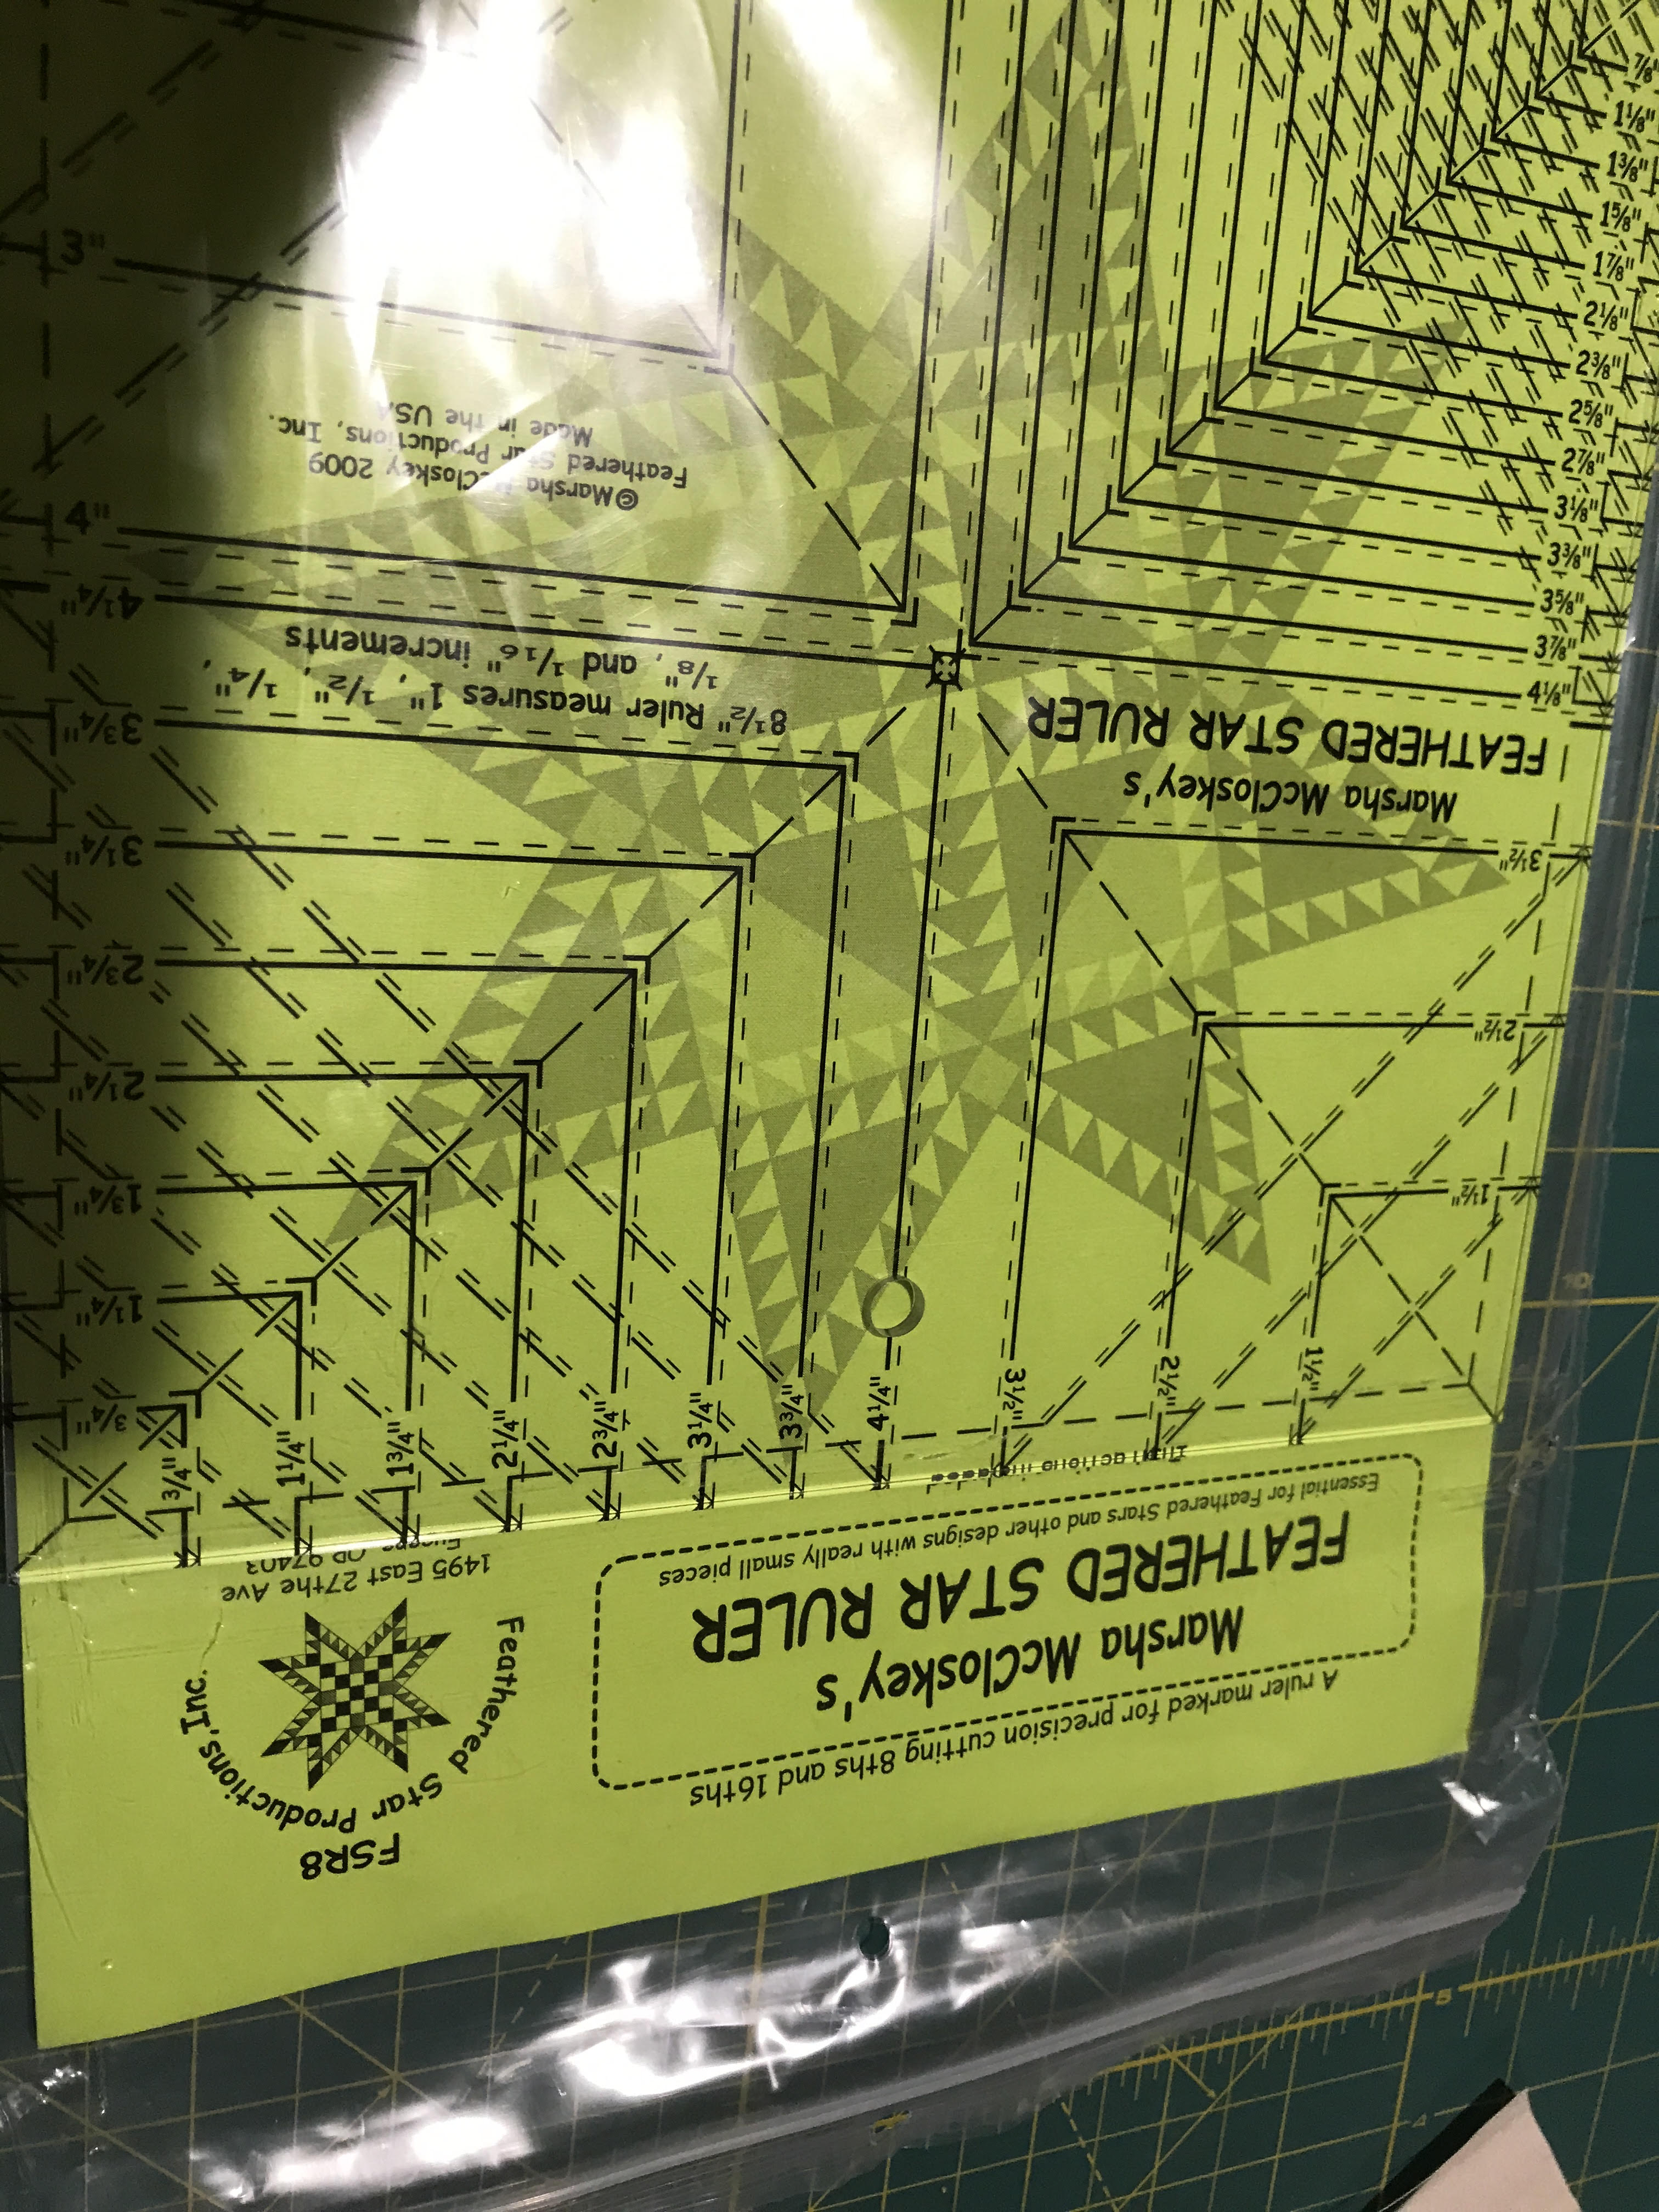 FSR8
Feathered Star Productions, Inc.
1495 East 27the Ave
Eugene, OR 97403
A ruler marked for precision cutting 8ths and 16ths
Marsha McCloskey's
FEATHERED STAR RULER
Essential for Feathered Stars and other designs with really small pieces
1½"
2½"
3½"
4¼"
3¾"
3¼"
2¾"
2¼"
1¾"
1¼"
¾"
1½"
2½"
3½"
Marsha McCloskey's
FEATHERED STAR RULER
¾"
1¼"
1¾"
2¼"
2¾"
3¼"
3¾"
4¼"
8½" Ruler measures 1", 1/2", 1/4",
1/8", and 1/16" increments
4"
3"
©Marsha McCloskey 2009
Feathered Star Productions, Inc.
Made in the USA
7/8"
1⅛"
1⅜"
1⅝"
1⅞"
2⅛"
2⅜"
2⅝"
2⅞"
3⅛"
3⅜"
3⅝"
3⅞"
4⅛"
10
5
4